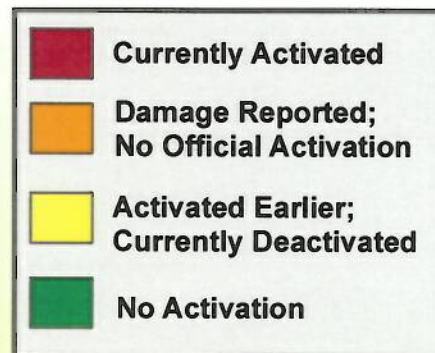 Currently Activated
Damage Reported;
No Official Activation
Activated Earlier;
Currently Deactivated
No Activation